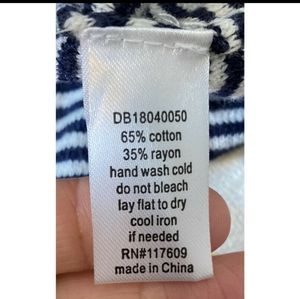 DB18040050
65% cotton
35% rayon
hand wash cold
do not bleach
lay flat to dry
cool iron
if needed
RN#117609
made in China